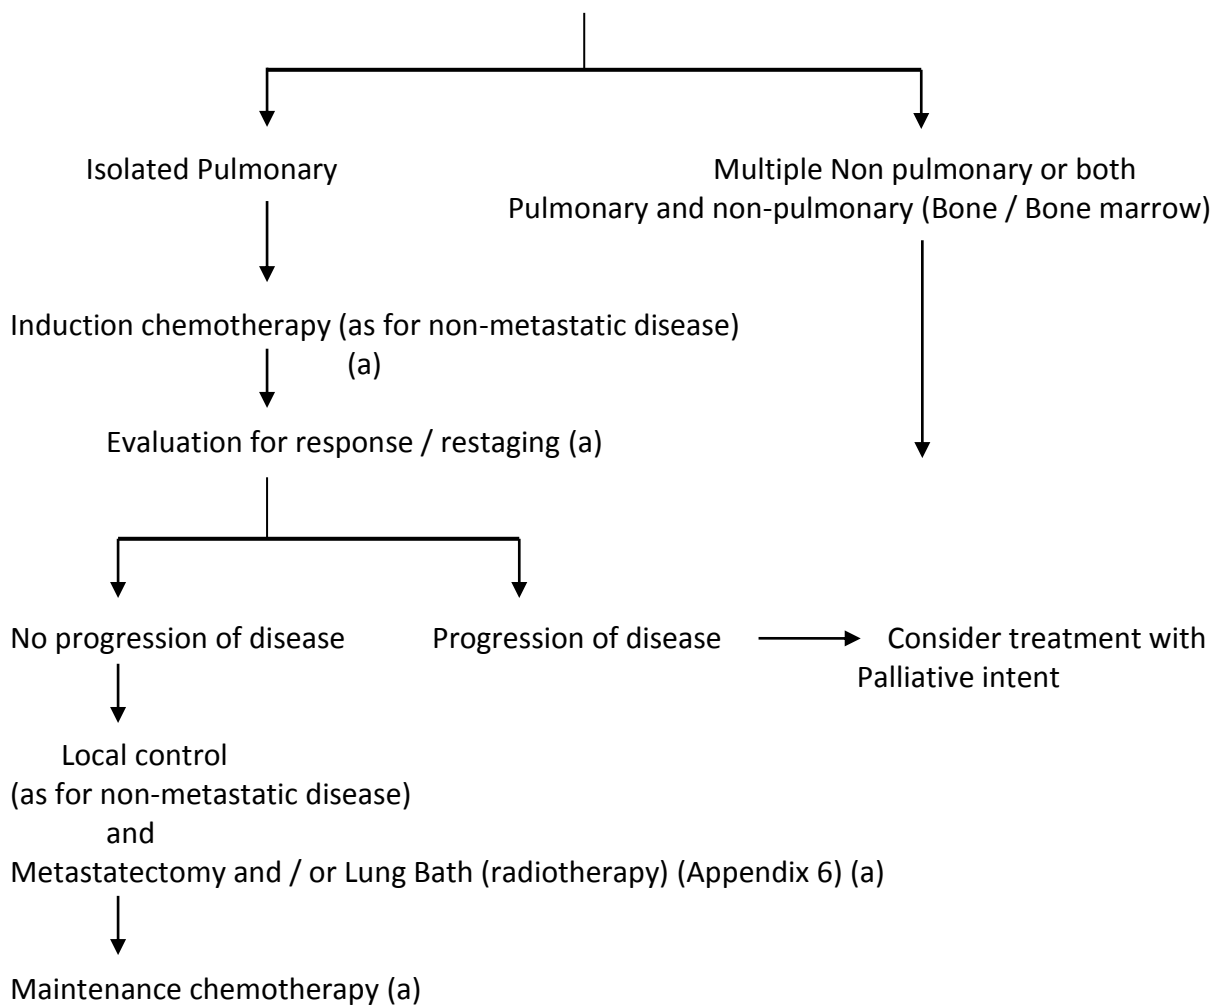 Isolated Pulmonary
Multiple Non pulmonary or both
Pulmonary and non-pulmonary (Bone / Bone marrow)
Induction chemotherapy (as for non-metastatic disease)
(a)
Evaluation for response / restaging (a)
No progression of disease
Progression of disease
Consider treatment with
Palliative intent
Local control
(as for non-metastatic disease)
and
Metastatectomy and / or Lung Bath (radiotherapy) (Appendix 6) (a)
Maintenance chemotherapy (a)